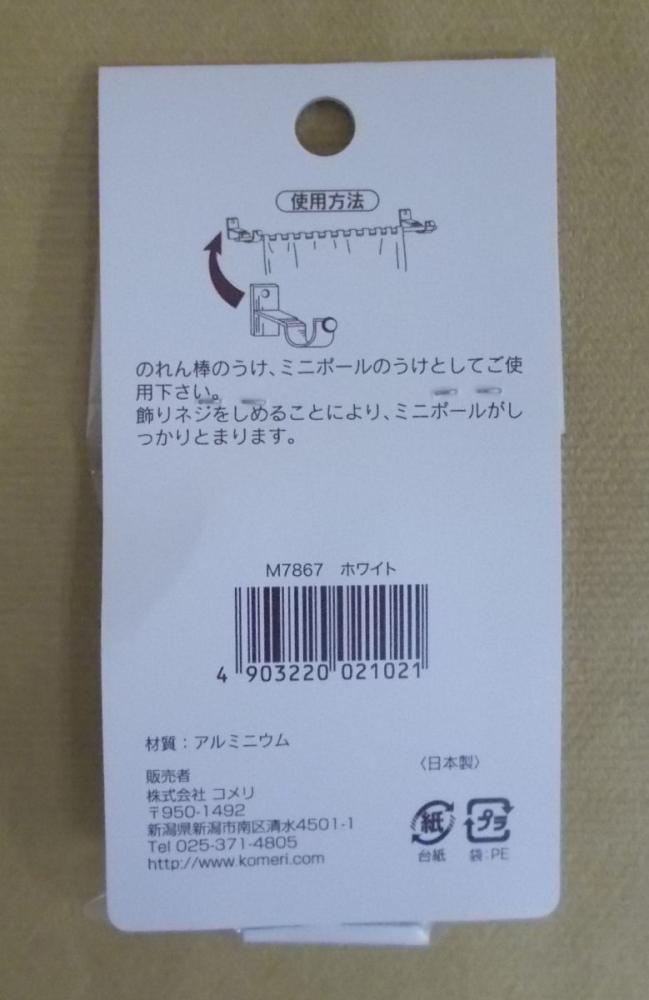 使用方法
のれん棒のうけ、ミニポールのうけとしてご使
用下さい。
飾りネジをしめることにより、ミニポールがし
っかりとまります。
M7867 ホワイト
4 903220 021021
材質：アルミニウム
〈日本製〉
販売者
株式会社 コメリ
〒950-1492
新潟県新潟市南区清水4501-1
Tel 025-371-4805
http://www.komeri.com
紙 プラ
台紙 袋：PE